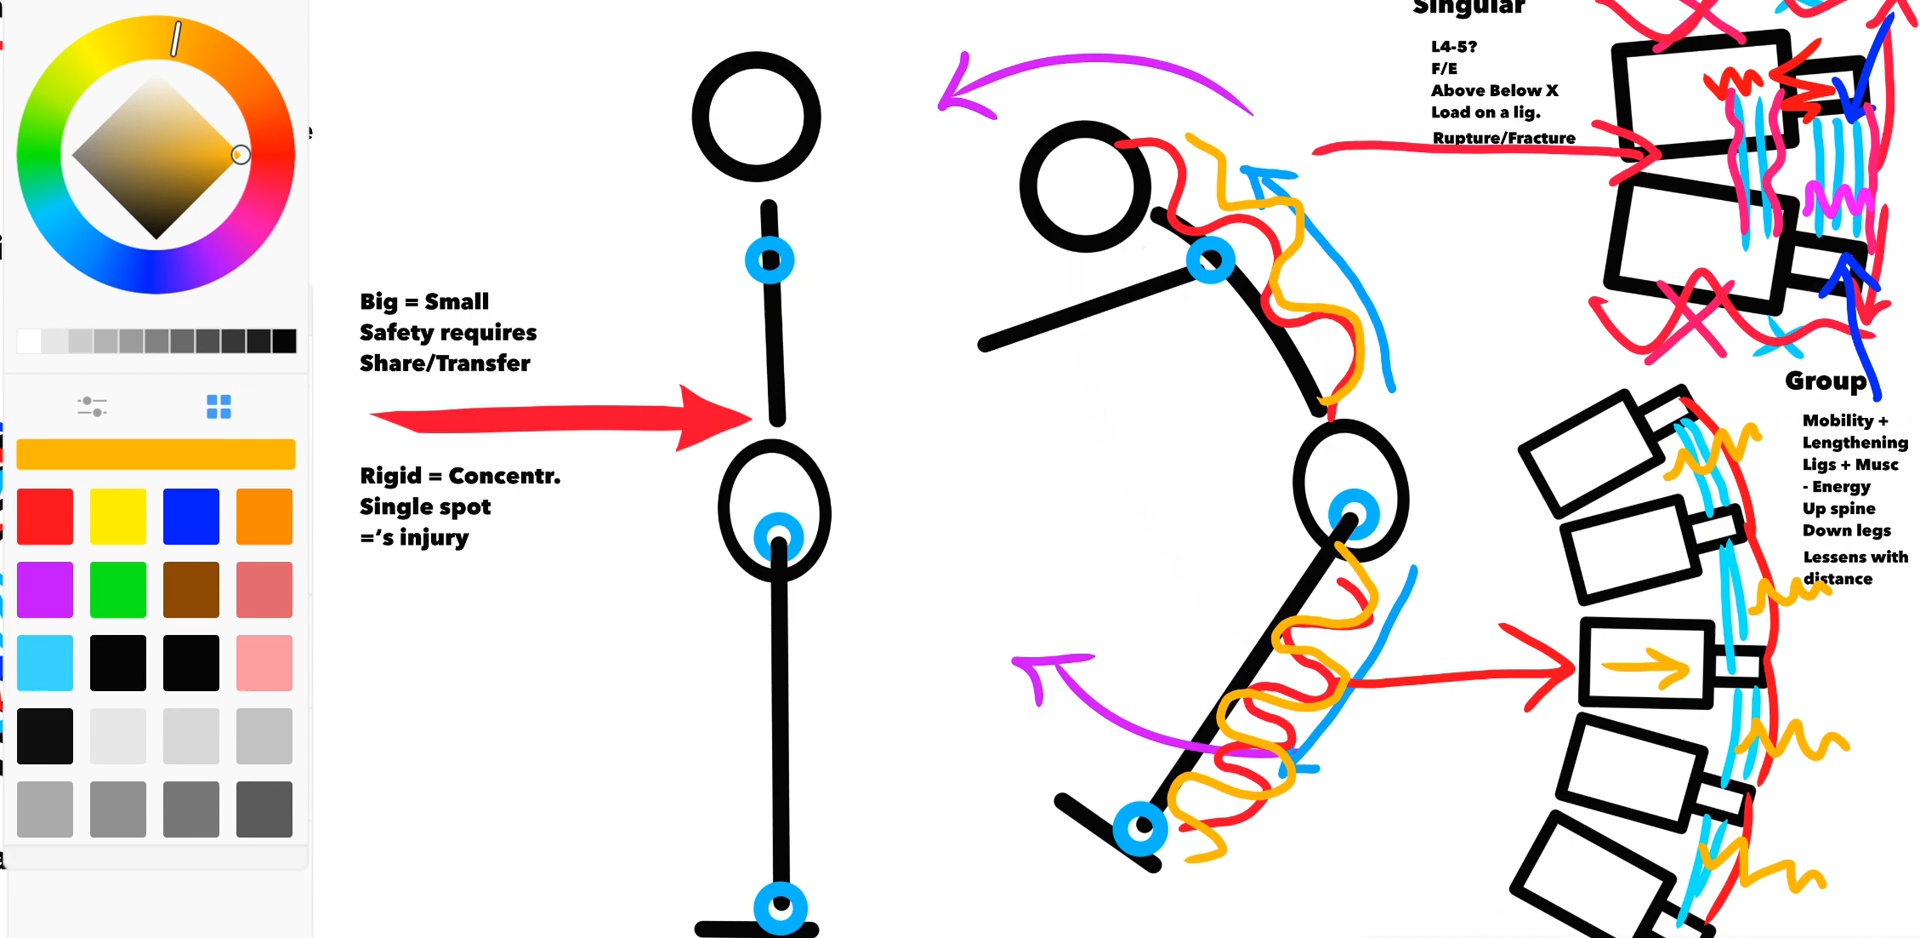 Singular
L4-5?
F/E
Above Below X
Load on a lig.
Rupture/Fracture
Big = Small
Safety requires
Share/Transfer
Rigid = Concentr.
Single spot
=‘s injury
Group
Mobility +
Lengthening
Ligs + Musc
- Energy
Up spine
Down legs
Lessens with
distance